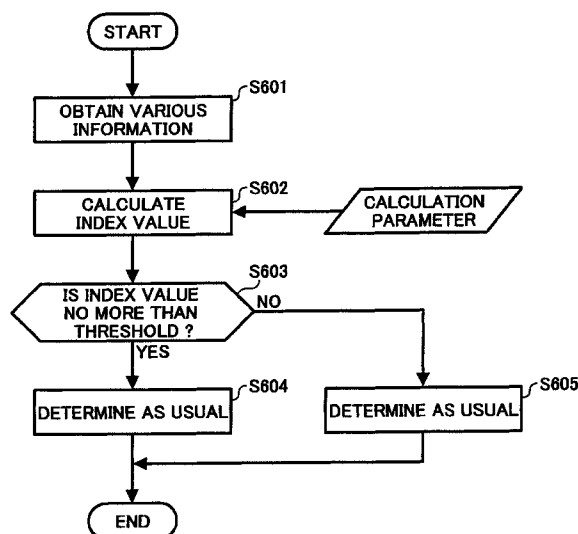 START
S601
OBTAIN VARIOUS
INFORMATION
S602
CALCULATE
INDEX VALUE
CALCULATION
PARAMETER
S603
IS INDEX VALUE
NO MORE THAN
THRESHOLD ?
NO
YES
S604
DETERMINE AS USUAL
S605
DETERMINE AS USUAL
END